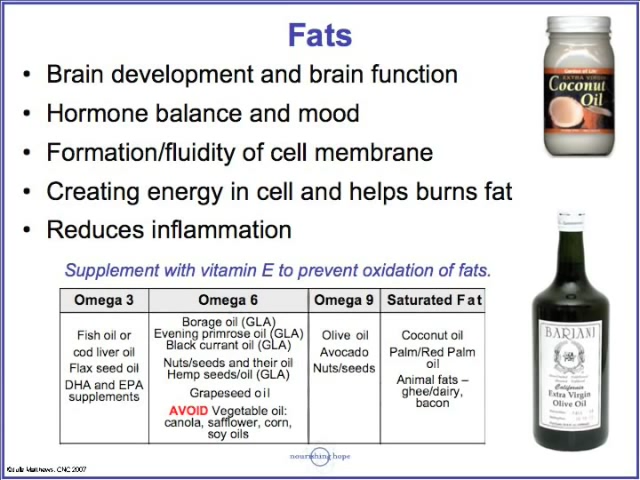 Fats
• Brain development and brain function
• Hormone balance and mood
• Formation/fluidity of cell membrane
• Creating energy in cell and helps burns fat
• Reduces inflammation
Supplement with vitamin E to prevent oxidation of fats.
Omega 3
Fish oil or
cod liver oil
Flax seed oil
DHA and EPA
supplements
Omega 6
Borage oil (GLA)
Evening primrose oil (GLA)
Black currant oil (GLA)
Nuts/seeds and their oil
Hemp seeds/oil (GLA)
Grapeseed oil
AVOID Vegetable oil:
canola, safflower, corn,
soy oils
Omega 9
Olive oil
Avocado
Nuts/seeds
Saturated Fat
Coconut oil
Palm/Red Palm
oil
Animal fats –
ghee/dairy,
bacon
EXTRA VIRGIN
Coconut
Oil
BARIANI
California
Extra Virgin
Olive Oil
nourishing hope
Matthews, CNC 2007